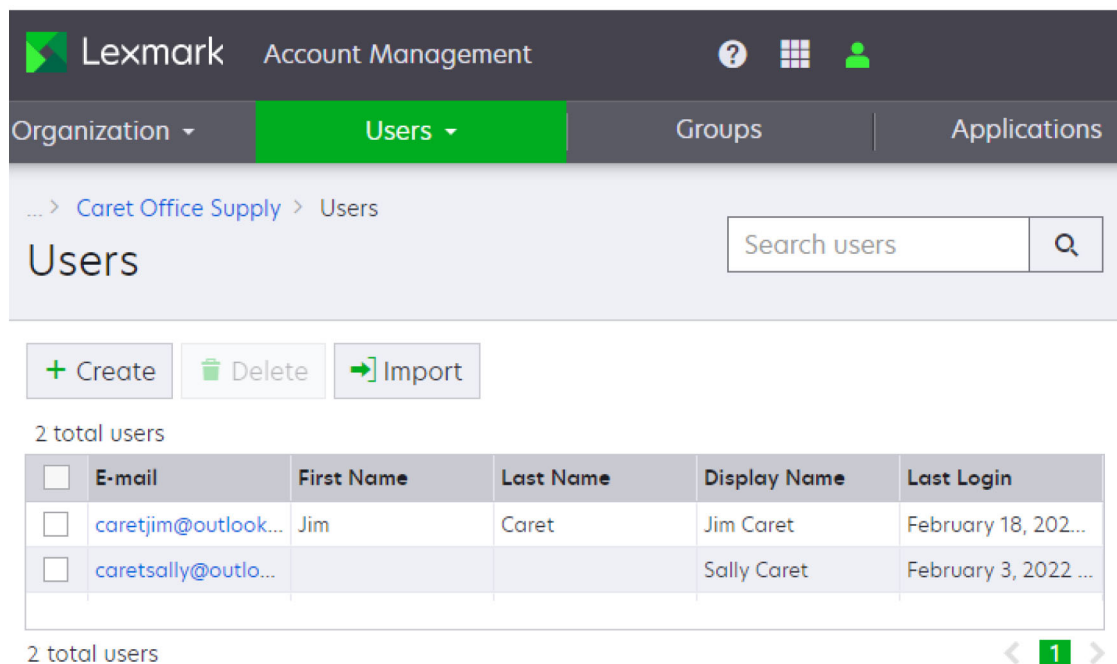 Lexmark Account Management
Organization Users Groups Applications
... > Caret Office Supply > Users
Users
Search users
+ Create Delete Import
2 total users
E-mail First Name Last Name Display Name Last Login
caretjim@outlook... Jim Caret Jim Caret February 18, 202...
caretsally@outlo... Sally Caret February 3, 2022 ...
2 total users < 1 >